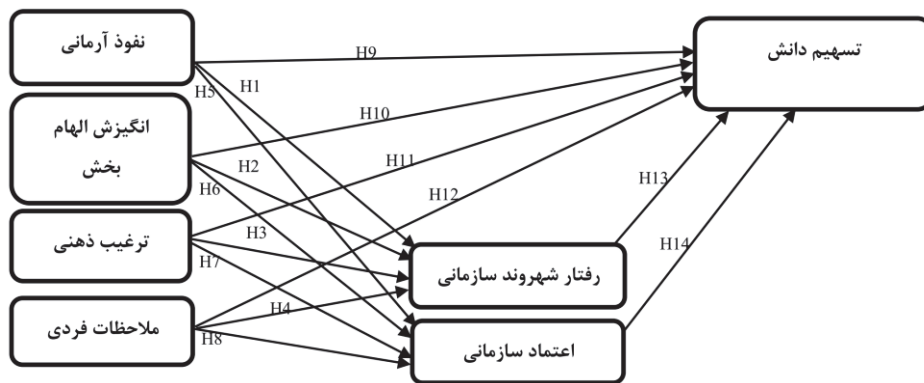 نفوذ آرمانی
تسهیم دانش
H9
H5
H1
انگیزش الهام
بخش
H10
H2
H11
H6
H12
H13
ترغیب ذهنی
H3
H7
H14
رفتار شهروند سازمانی
ملاحظات فردی
H4
H8
اعتماد سازمانی